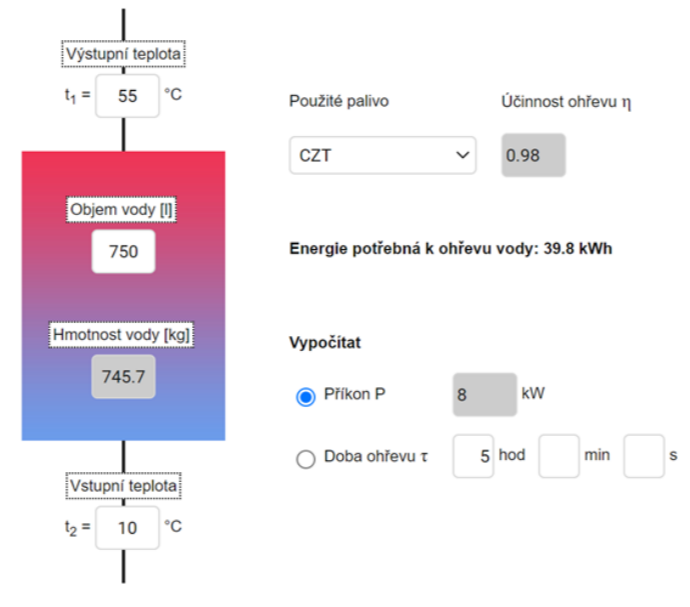 Výstupní teplota
t₁ = 55 °C
Použité palivo
Účinnost ohřevu η
CZT
0.98
Objem vody [l]
750
Energie potřebná k ohřevu vody: 39.8 kWh
Hmotnost vody [kg]
745.7
Vypočítat
Příkon P 8 kW
Doba ohřevu τ 5 hod min s
Vstupní teplota
t₂ = 10 °C